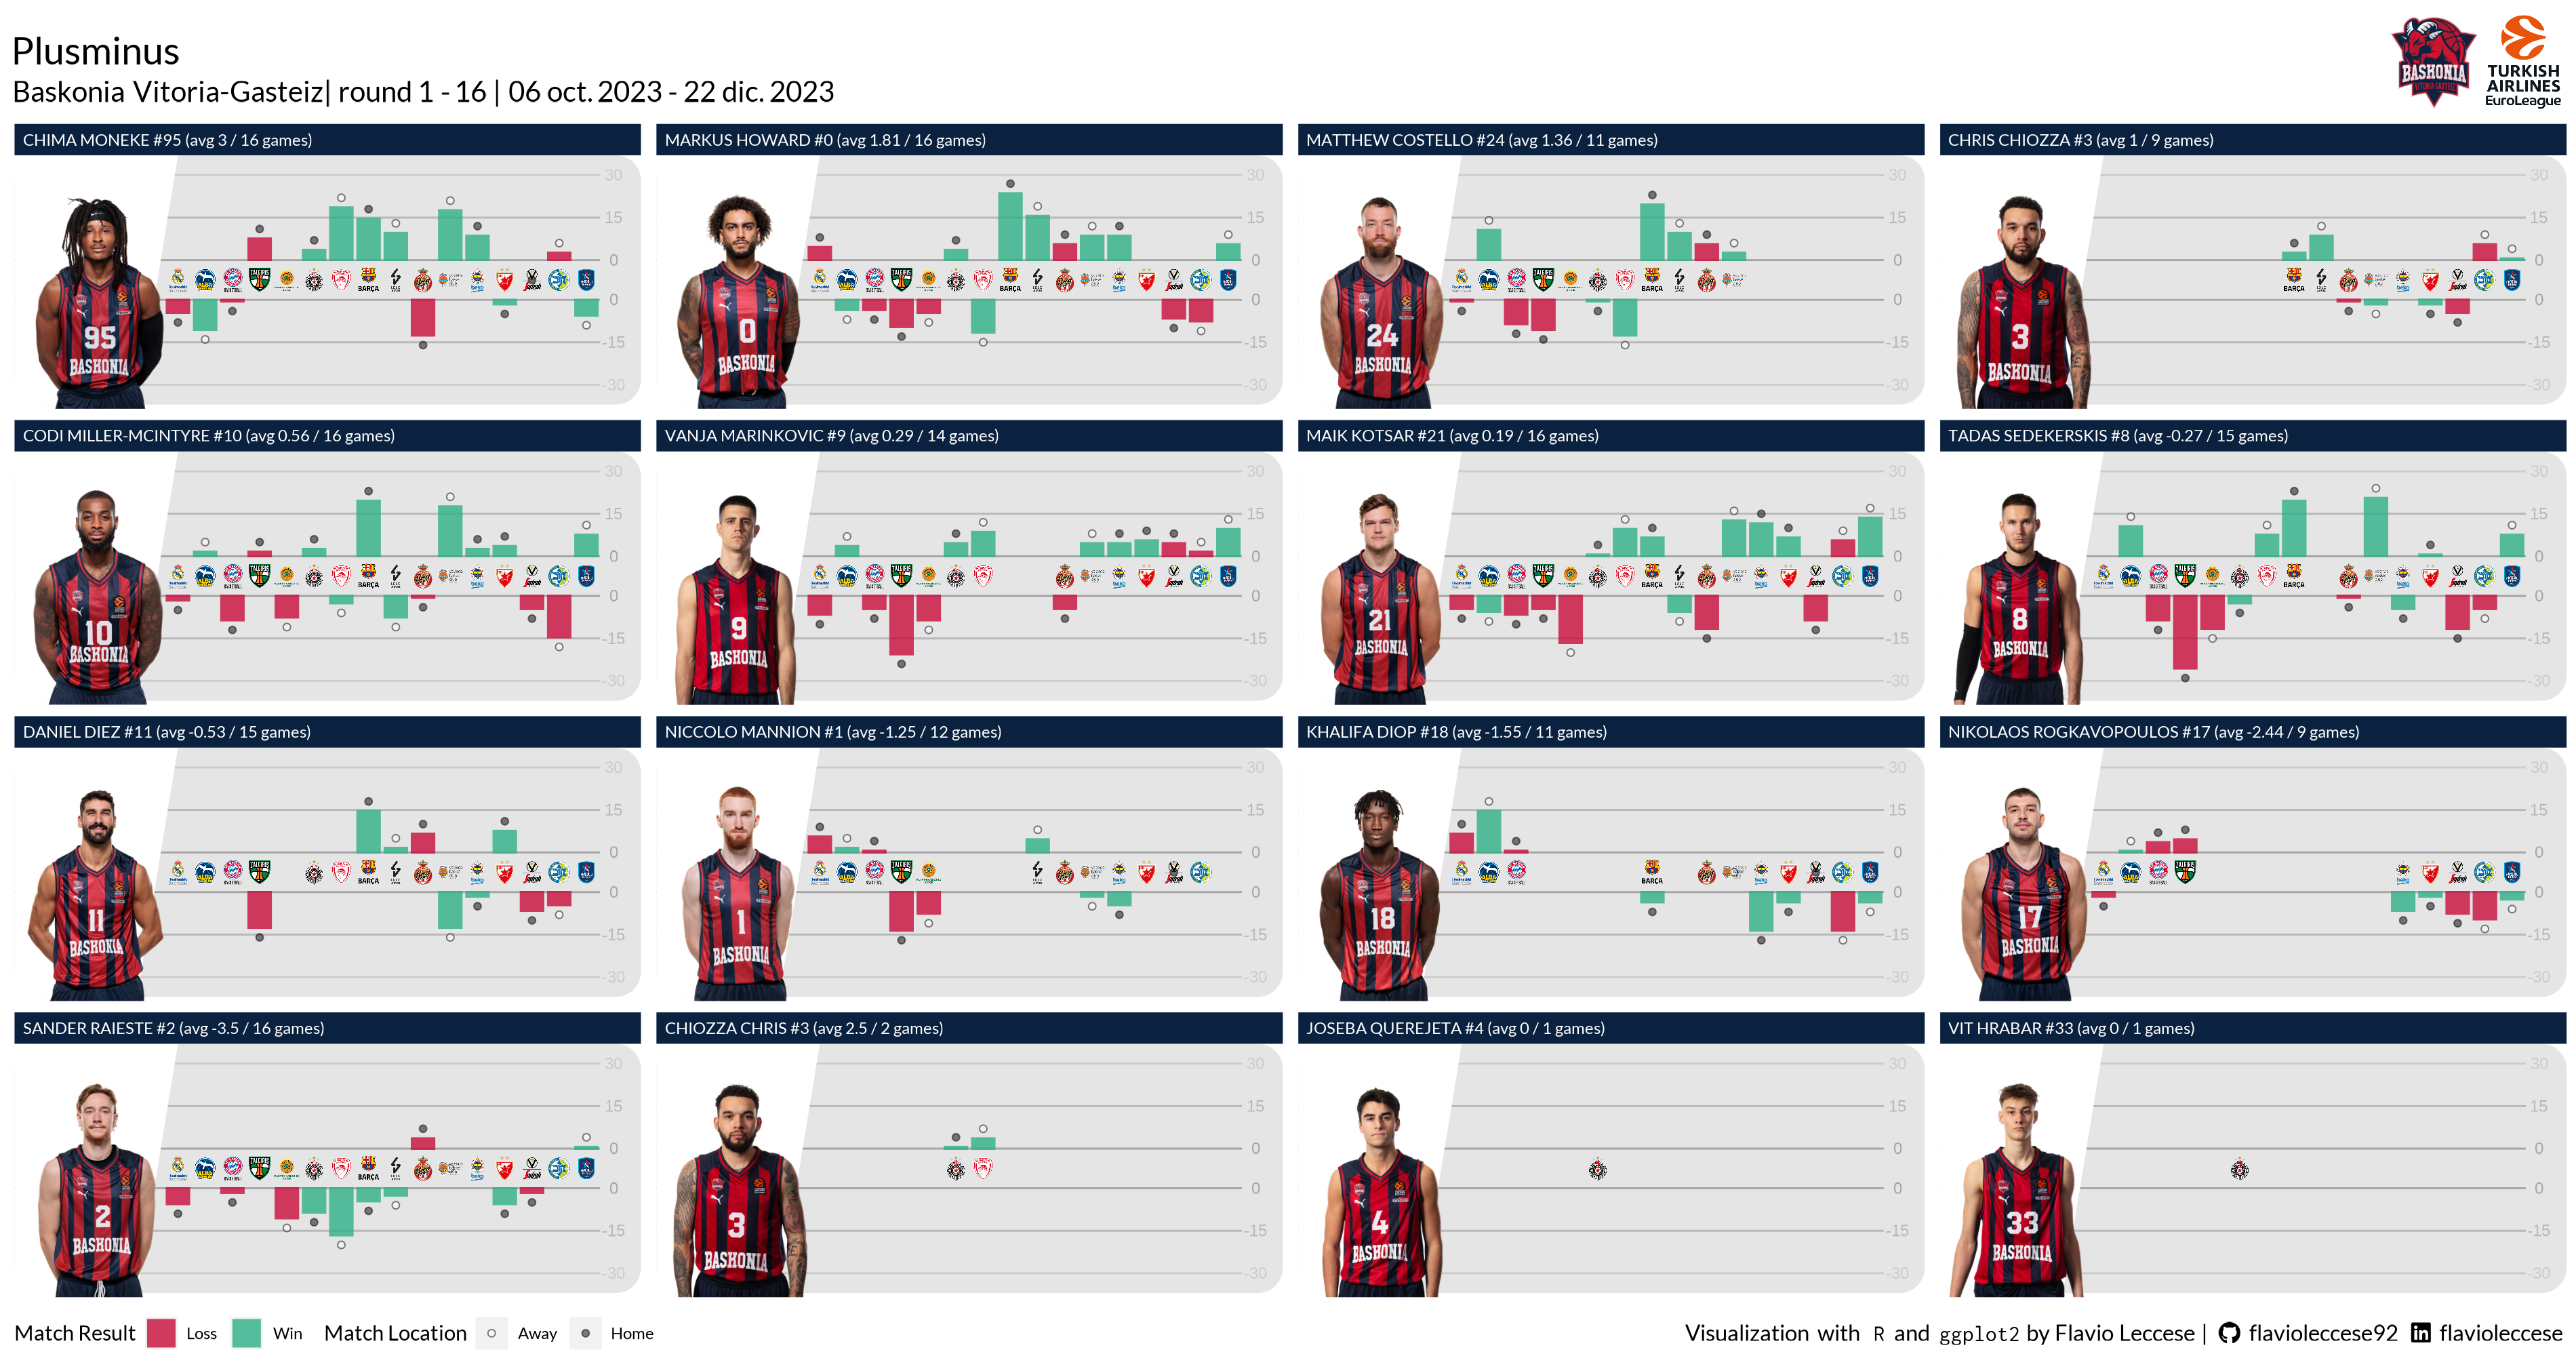 Plusminus
Baskonia Vitoria-Gasteiz| round 1 - 16 | 06 oct. 2023 - 22 dic. 2023
BASKONIA
VITORIA-GASTEIZ
TURKISH
AIRLINES
EuroLeague
CHIMA MONEKE #95 (avg 3 / 16 games)
30
15
0
BARÇA
0
-15
-30
95
BASKONIA
MARKUS HOWARD #0 (avg 1.81 / 16 games)
30
15
0
BARÇA
0
-15
-30
0
BASKONIA
MATTHEW COSTELLO #24 (avg 1.36 / 11 games)
30
15
0
BARÇA
0
-15
-30
24
BASKONIA
CHRIS CHIOZZA #3 (avg 1 / 9 games)
30
15
0
BARÇA
0
-15
-30
3
BASKONIA
CODI MILLER-MCINTYRE #10 (avg 0.56 / 16 games)
30
15
0
BARÇA
0
-15
-30
10
BASKONIA
VANJA MARINKOVIC #9 (avg 0.29 / 14 games)
30
15
0
0
-15
-30
9
BASKONIA
MAIK KOTSAR #21 (avg 0.19 / 16 games)
30
15
0
BARÇA
0
-15
-30
21
BASKONIA
TADAS SEDEKERSKIS #8 (avg -0.27 / 15 games)
30
15
0
BARÇA
0
-15
-30
8
BASKONIA
DANIEL DIEZ #11 (avg -0.53 / 15 games)
30
15
0
BARÇA
0
-15
-30
11
BASKONIA
NICCOLO MANNION #1 (avg -1.25 / 12 games)
30
15
0
0
-15
-30
1
BASKONIA
KHALIFA DIOP #18 (avg -1.55 / 11 games)
30
15
0
BARÇA
0
-15
-30
18
BASKONIA
NIKOLAOS ROGKAVOPOULOS #17 (avg -2.44 / 9 games)
30
15
0
0
-15
-30
17
BASKONIA
SANDER RAIESTE #2 (avg -3.5 / 16 games)
30
15
0
BARÇA
0
-15
-30
2
BASKONIA
CHIOZZA CHRIS #3 (avg 2.5 / 2 games)
30
15
0
0
-15
-30
3
BASKONIA
JOSEBA QUEREJETA #4 (avg 0 / 1 games)
30
15
0
0
-15
-30
4
BASKONIA
VIT HRABAR #33 (avg 0 / 1 games)
30
15
0
0
-15
-30
33
BASKONIA
Match Result Loss Win Match Location Away Home
Visualization with R and ggplot2 by Flavio Leccese | flavioleccese92 flavioleccese